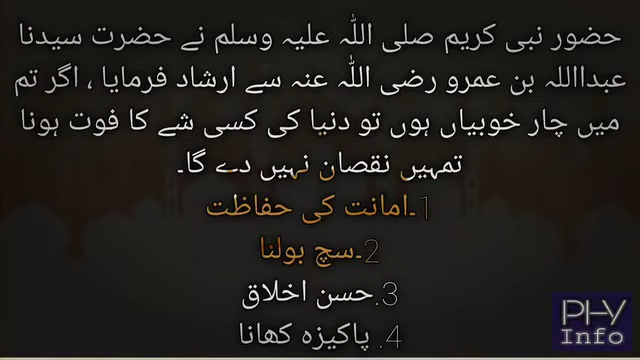 حضور نبی کریم صلی اللہ علیہ وسلم نے حضرت سیدنا
عبدااللہ بن عمرو رضی اللہ عنہ سے ارشاد فرمایا ، اگر تم
میں چار خوبیاں ہوں تو دنیا کی کسی شے کا فوت ہونا
تمہیں نقصان نہیں دے گا۔
1۔امانت کی حفاظت
2۔سچ بولنا
3.حسن اخلاق
4. پاکیزہ کھانا
PHY
Info